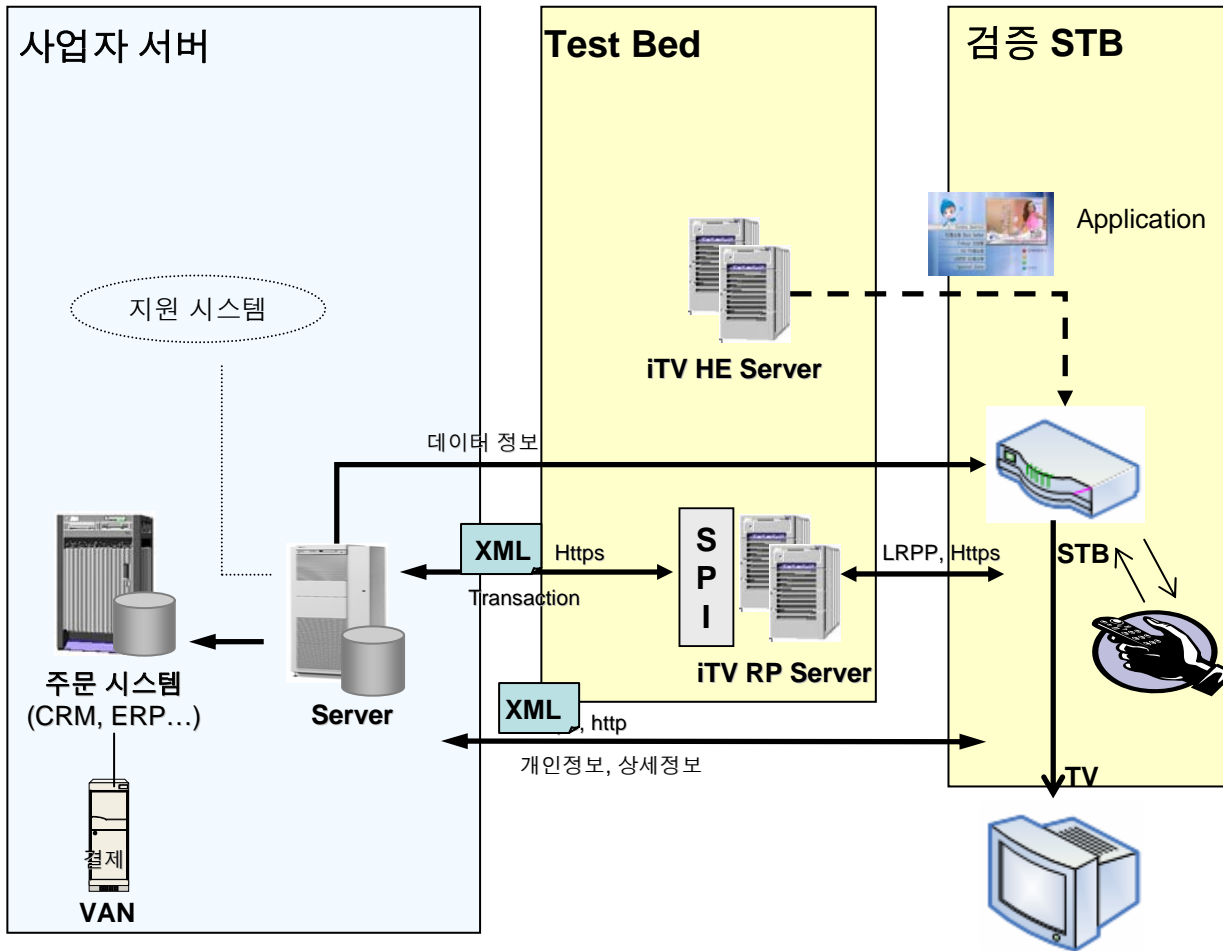 사업자 서버
Test Bed
검증 STB
Application
지원 시스템
iTV HE Server
데이터 정보
XML
Https
Transaction
S
P
I
LRPP, Https
STB
주문 시스템
(CRM, ERP…)
Server
iTV RP Server
XML
, http
개인정보, 상세정보
TV
결제
VAN